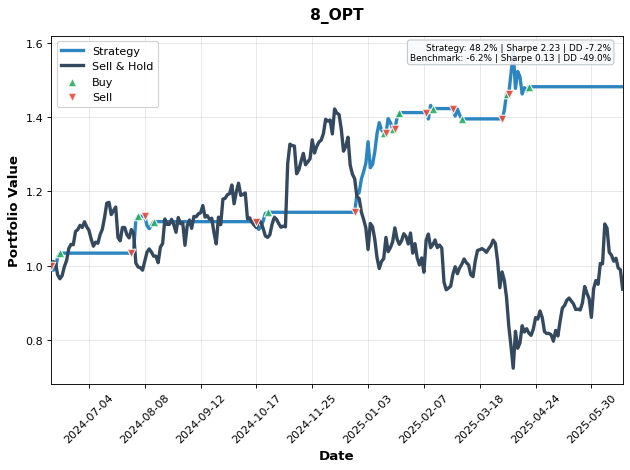 8_OPT
Strategy: 48.2% | Sharpe 2.23 | DD -7.2%
Benchmark: -6.2% | Sharpe 0.13 | DD -49.0%
Strategy
Sell & Hold
Buy
Sell
Portfolio Value
1.6
1.4
1.2
1.0
0.8
2024-07-04
2024-08-08
2024-09-12
2024-10-17
2024-11-25
2025-01-03
2025-02-07
2025-03-18
2025-04-24
2025-05-30
Date